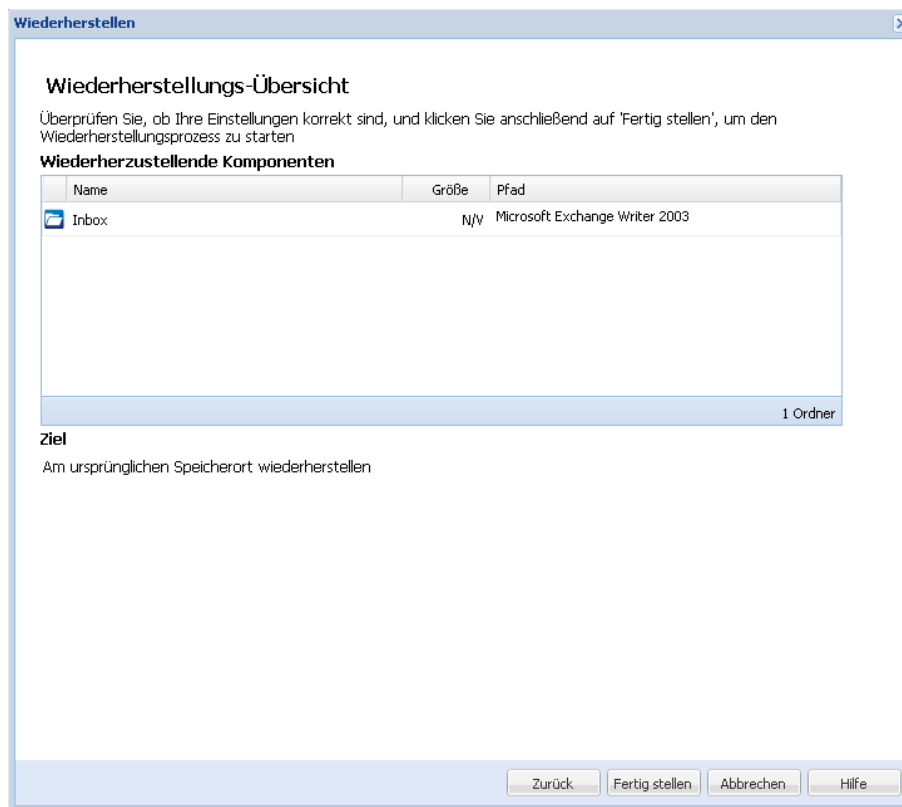 Wiederherstellen
Wiederherstellungs-Übersicht
Überprüfen Sie, ob Ihre Einstellungen korrekt sind, und klicken Sie anschließend auf 'Fertig stellen', um den
Wiederherstellungsprozess zu starten
Wiederherzustellende Komponenten
Name Größe Pfad
Inbox N/V Microsoft Exchange Writer 2003
1 Ordner
Ziel
Am ursprünglichen Speicherort wiederherstellen
Zurück Fertig stellen Abbrechen Hilfe